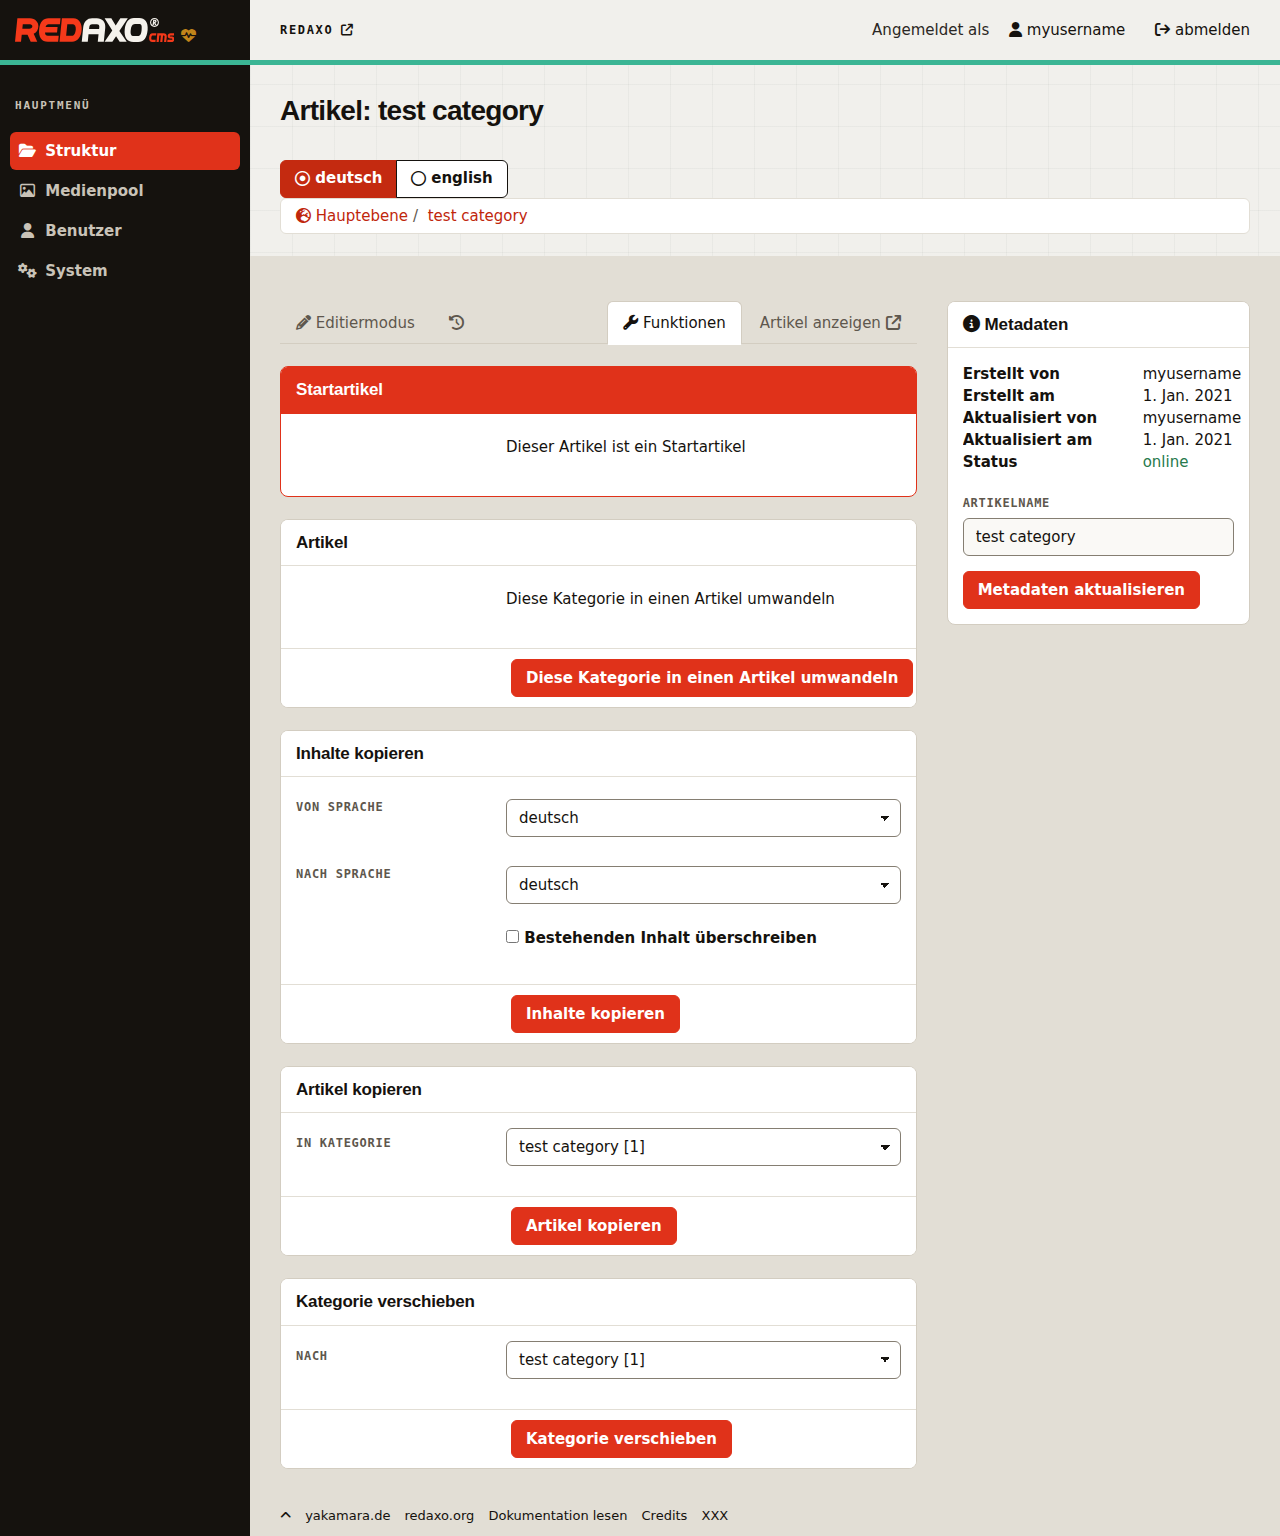 REDAXO® cms
REDAXO
Angemeldet als myusername abmelden
HAUPTMENÜ
Struktur
Medienpool
Benutzer
System
Artikel: test category
deutsch english
Hauptebene / test category
Editiermodus Funktionen Artikel anzeigen
Startartikel
Dieser Artikel ist ein Startartikel
Artikel
Diese Kategorie in einen Artikel umwandeln
Diese Kategorie in einen Artikel umwandeln
Inhalte kopieren
VON SPRACHE deutsch
NACH SPRACHE deutsch
Bestehenden Inhalt überschreiben
Inhalte kopieren
Artikel kopieren
IN KATEGORIE test category [1]
Artikel kopieren
Kategorie verschieben
NACH test category [1]
Kategorie verschieben
Metadaten
Erstellt von myusername
Erstellt am 1. Jan. 2021
Aktualisiert von myusername
Aktualisiert am 1. Jan. 2021
Status online
ARTIKELNAME
test category
Metadaten aktualisieren
yakamara.de redaxo.org Dokumentation lesen Credits XXX